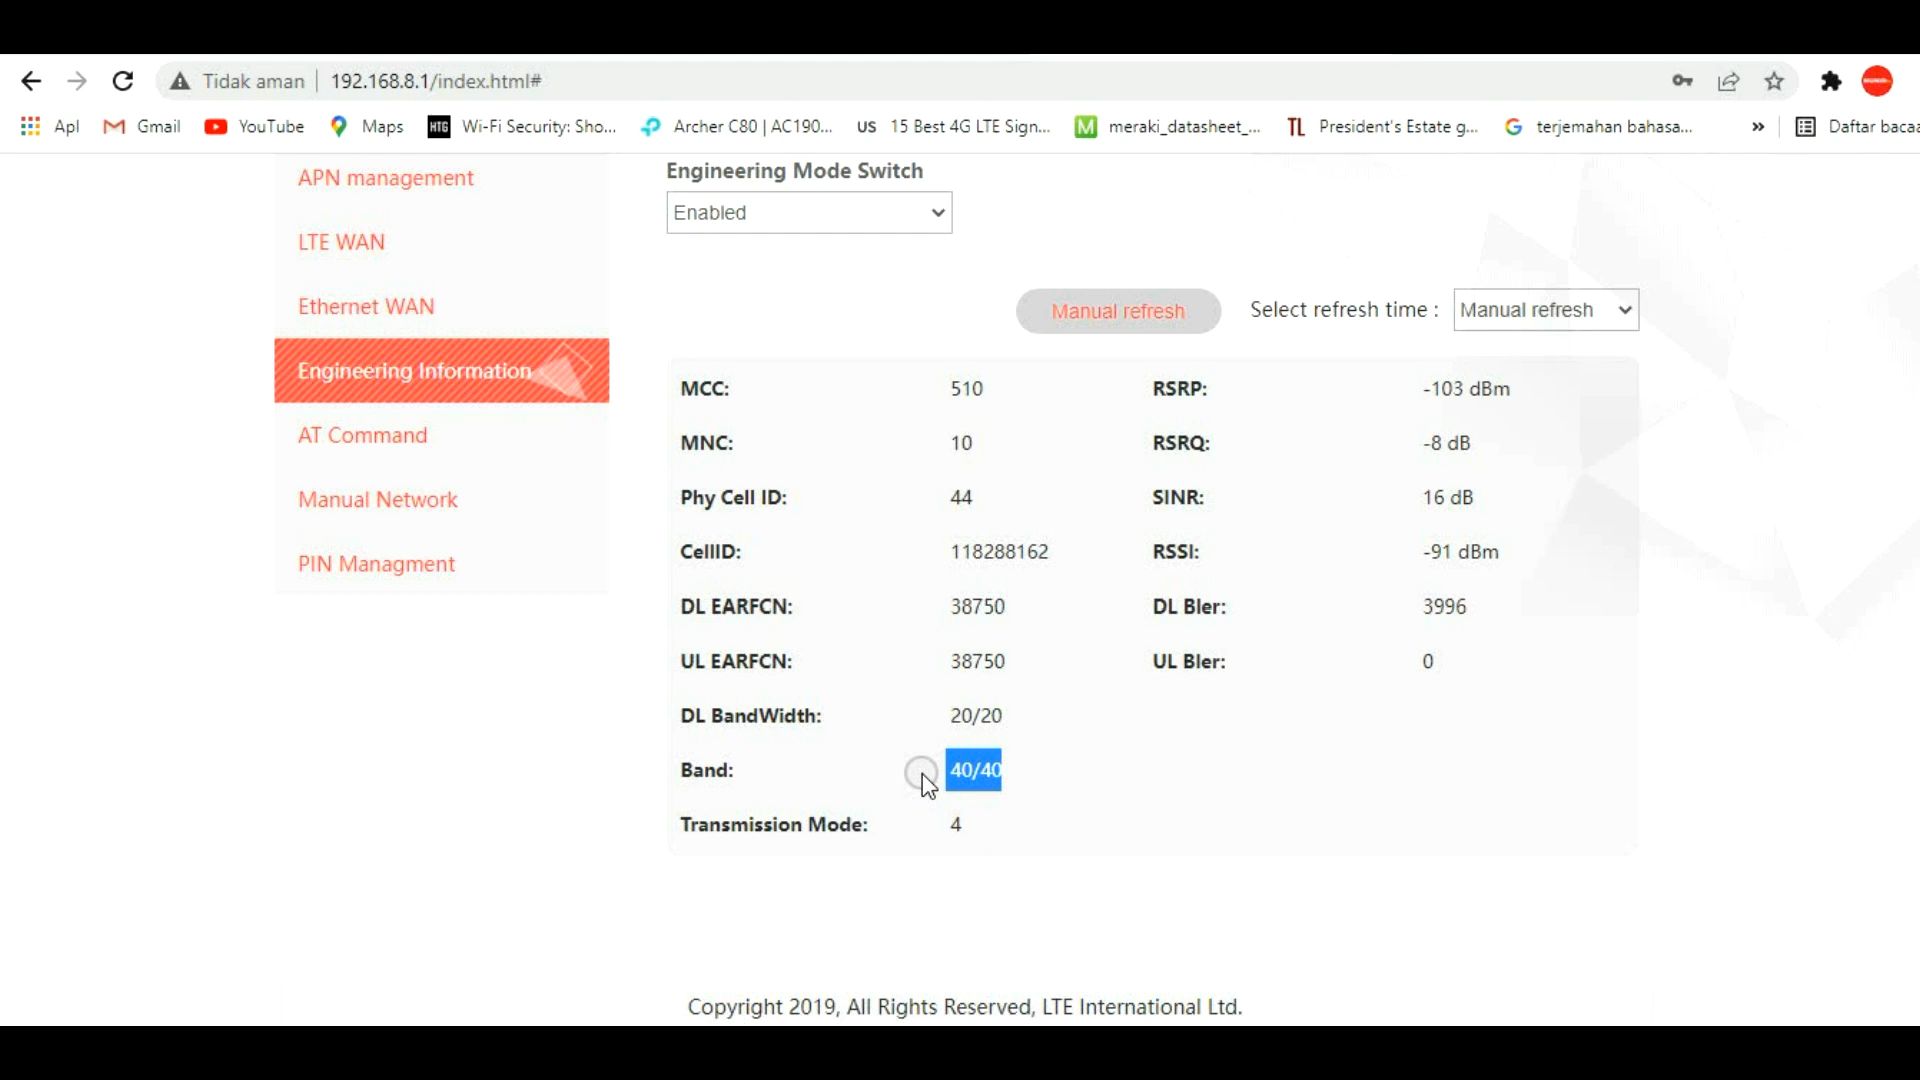 Tidak aman 192.168.8.1/index.html#
Apl Gmail YouTube Maps HTG Wi-Fi Security: Sho... Archer C80 | AC190... US 15 Best 4G LTE Sign... M meraki_datasheet_... TL President's Estate g... G terjemahan bahasa... » Daftar bacaa
APN management
LTE WAN
Ethernet WAN
Engineering Information
AT Command
Manual Network
PIN Managment
Engineering Mode Switch
Enabled
Manual refresh Select refresh time : Manual refresh
MCC: 510 RSRP: -103 dBm
MNC: 10 RSRQ: -8 dB
Phy Cell ID: 44 SINR: 16 dB
CellID: 118288162 RSSI: -91 dBm
DL EARFCN: 38750 DL Bler: 3996
UL EARFCN: 38750 UL Bler: 0
DL BandWidth: 20/20
Band: 40/40
Transmission Mode: 4
Copyright 2019, All Rights Reserved, LTE International Ltd.